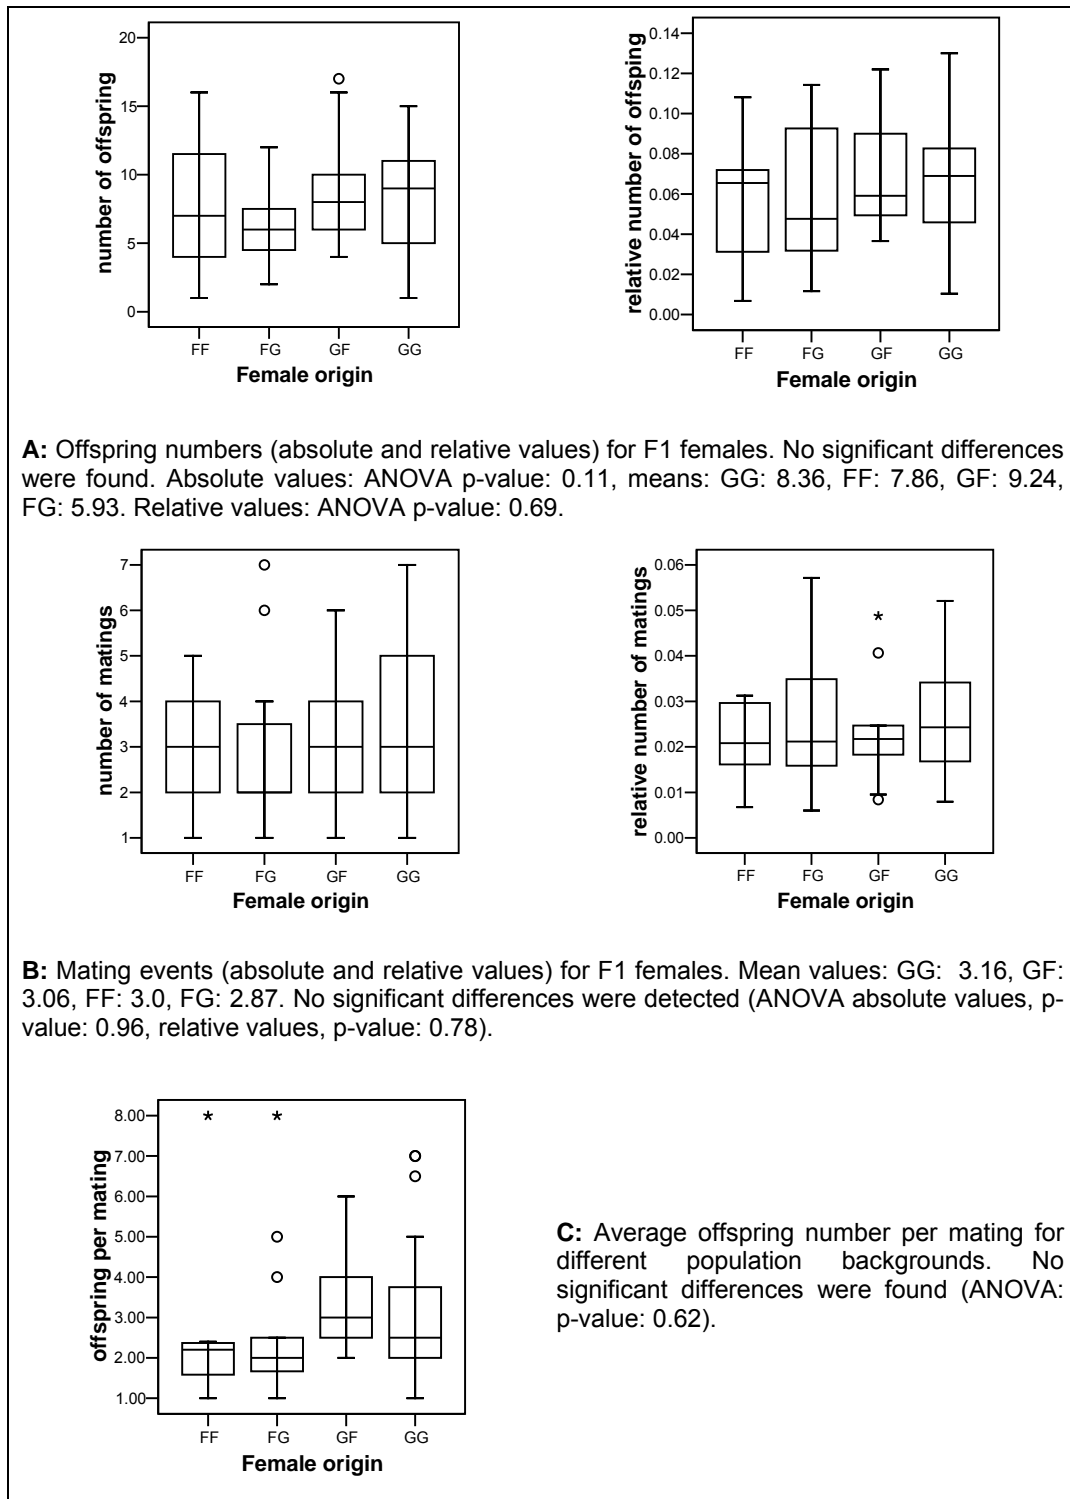 number of offspring
20
15
10
5
0
FF FG GF GG
Female origin
relative number of offsping
0.14
0.12
0.10
0.08
0.06
0.04
0.02
0.00
FF FG GF GG
Female origin
A: Offspring numbers (absolute and relative values) for F1 females. No significant differences
were found. Absolute values: ANOVA p-value: 0.11, means: GG: 8.36, FF: 7.86, GF: 9.24,
FG: 5.93. Relative values: ANOVA p-value: 0.69.
number of matings
7
6
5
4
3
2
1
FF FG GF GG
Female origin
relative number of matings
0.06
0.05
0.04
0.03
0.02
0.01
0.00
FF FG GF GG
Female origin
B: Mating events (absolute and relative values) for F1 females. Mean values: GG: 3.16, GF:
3.06, FF: 3.0, FG: 2.87. No significant differences were detected (ANOVA absolute values, p-
value: 0.96, relative values, p-value: 0.78).
offspring per mating
8.00
7.00
6.00
5.00
4.00
3.00
2.00
1.00
FF FG GF GG
Female origin
C: Average offspring number per mating for
different population backgrounds. No
significant differences were found (ANOVA:
p-value: 0.62).